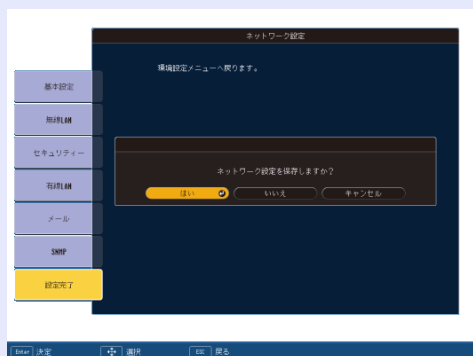 ネットワーク設定
環境設定メニューへ戻ります。
基本設定
無線LAN
セキュリティー
有線LAN
メール
SNMP
設定完了
ネットワーク設定を保存しますか？
はい
いいえ
キャンセル
Enter 決定
選択
ESC 戻る